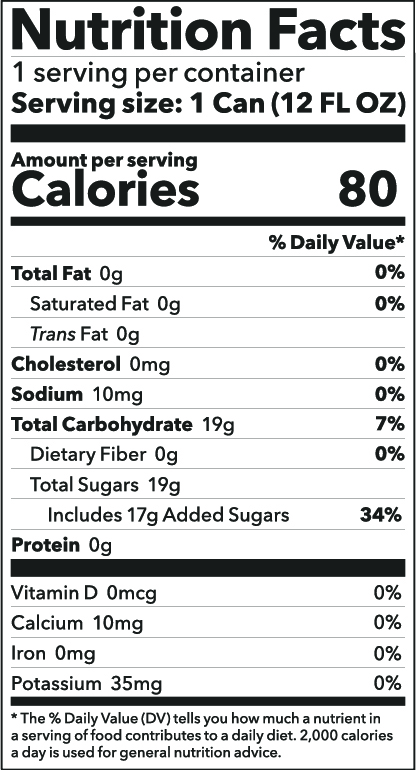 Nutrition Facts
1 serving per container
Serving size: 1 Can (12 FL OZ)
Amount per serving
Calories 80
% Daily Value*
Total Fat 0g 0%
Saturated Fat 0g 0%
Trans Fat 0g
Cholesterol 0mg 0%
Sodium 10mg 0%
Total Carbohydrate 19g 7%
Dietary Fiber 0g 0%
Total Sugars 19g
Includes 17g Added Sugars 34%
Protein 0g
Vitamin D 0mcg 0%
Calcium 10mg 0%
Iron 0mg 0%
Potassium 35mg 0%
* The % Daily Value (DV) tells you how much a nutrient in
a serving of food contributes to a daily diet. 2,000 calories
a day is used for general nutrition advice.